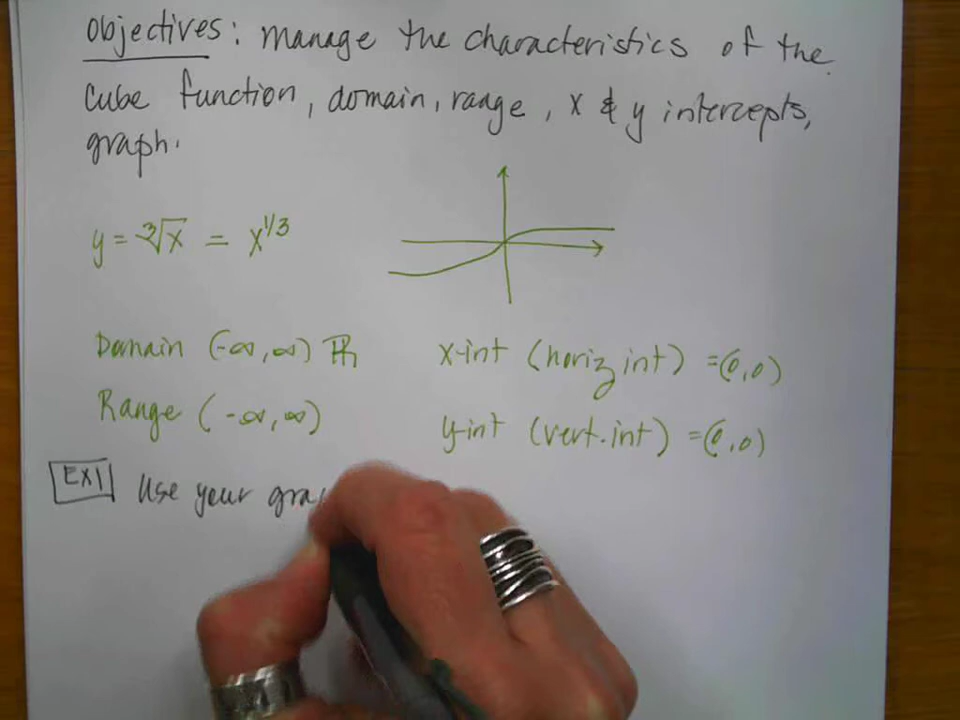 Objectives: manage the characteristics of the
cube function, domain, range, x & y intercepts,
graph.
y = ∛x = x^1/3
Domain (-∞,∞) ℝ
x-int (horiz int) =(0,0)
Range (-∞,∞)
y-int (vert. int) =(0,0)
EX1 Use your gra